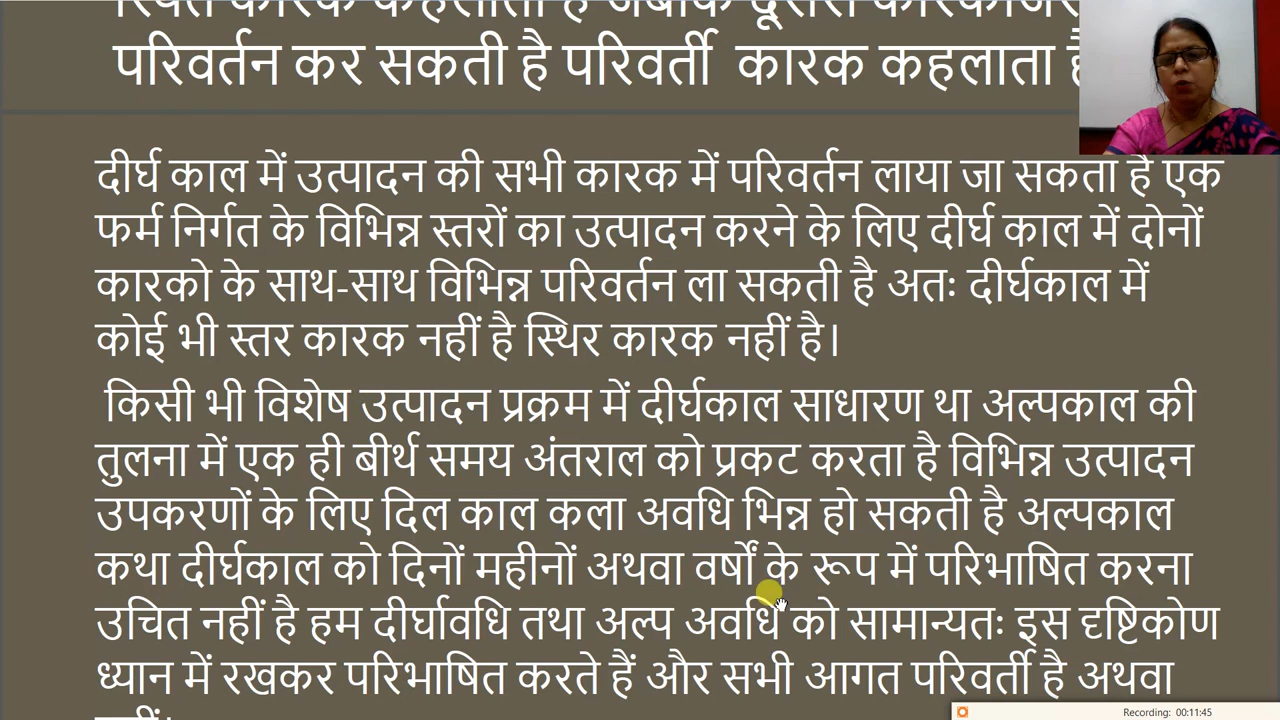 परिवर्तन कर सकती है परिवर्ती कारक कहलाता
दीर्घ काल में उत्पादन की सभी कारक में परिवर्तन लाया जा सकता है एक
फर्म निर्गत के विभिन्न स्तरों का उत्पादन करने के लिए दीर्घ काल में दोनों
कारको के साथ-साथ विभिन्न परिवर्तन ला सकती है अतः दीर्घकाल में
कोई भी स्तर कारक नहीं है स्थिर कारक नहीं है।
किसी भी विशेष उत्पादन प्रक्रम में दीर्घकाल साधारण था अल्पकाल की
तुलना में एक ही बीर्थ समय अंतराल को प्रकट करता है विभिन्न उत्पादन
उपकरणों के लिए दिल काल कला अवधि भिन्न हो सकती है अल्पकाल
कथा दीर्घकाल को दिनों महीनों अथवा वर्षों के रूप में परिभाषित करना
उचित नहीं है हम दीर्घावधि तथा अल्प अवधि को सामान्यतः इस दृष्टिकोण
ध्यान में रखकर परिभाषित करते हैं और सभी आगत परिवर्ती है अथवा
Recording: 00:11:45